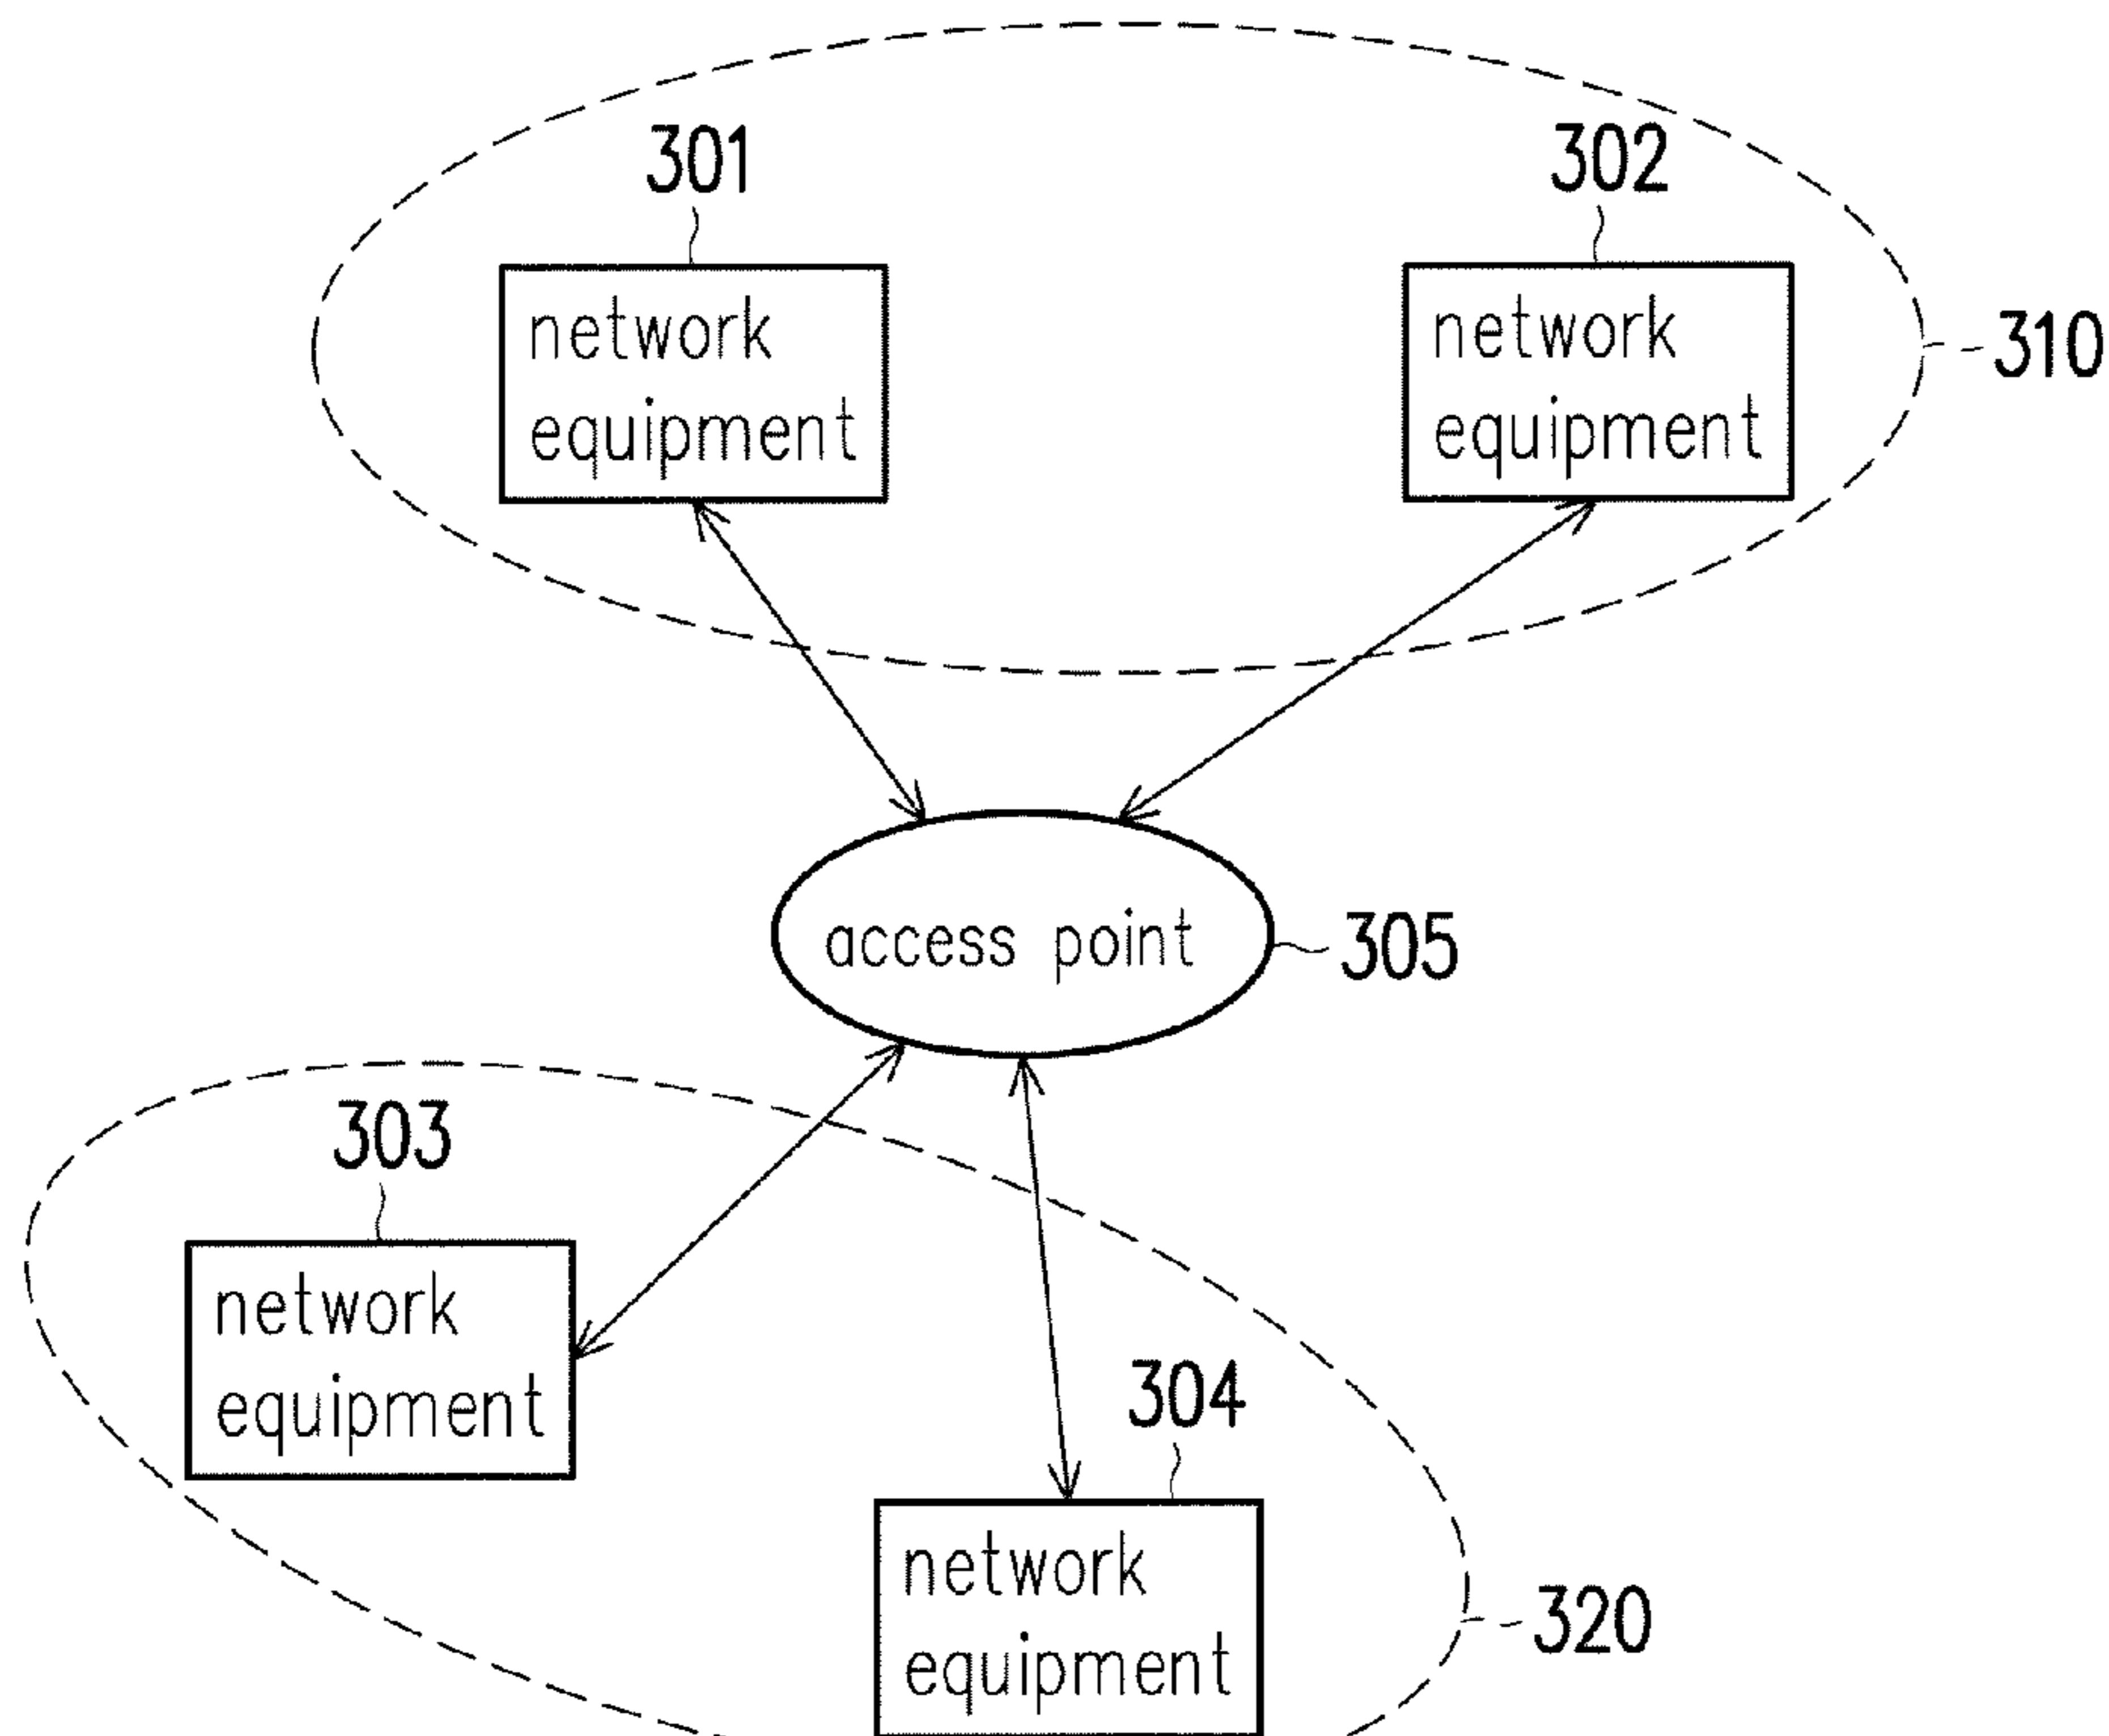 301
302
network
equipment
network
equipment
310
access point
305
303
network
equipment
304
network
equipment
320